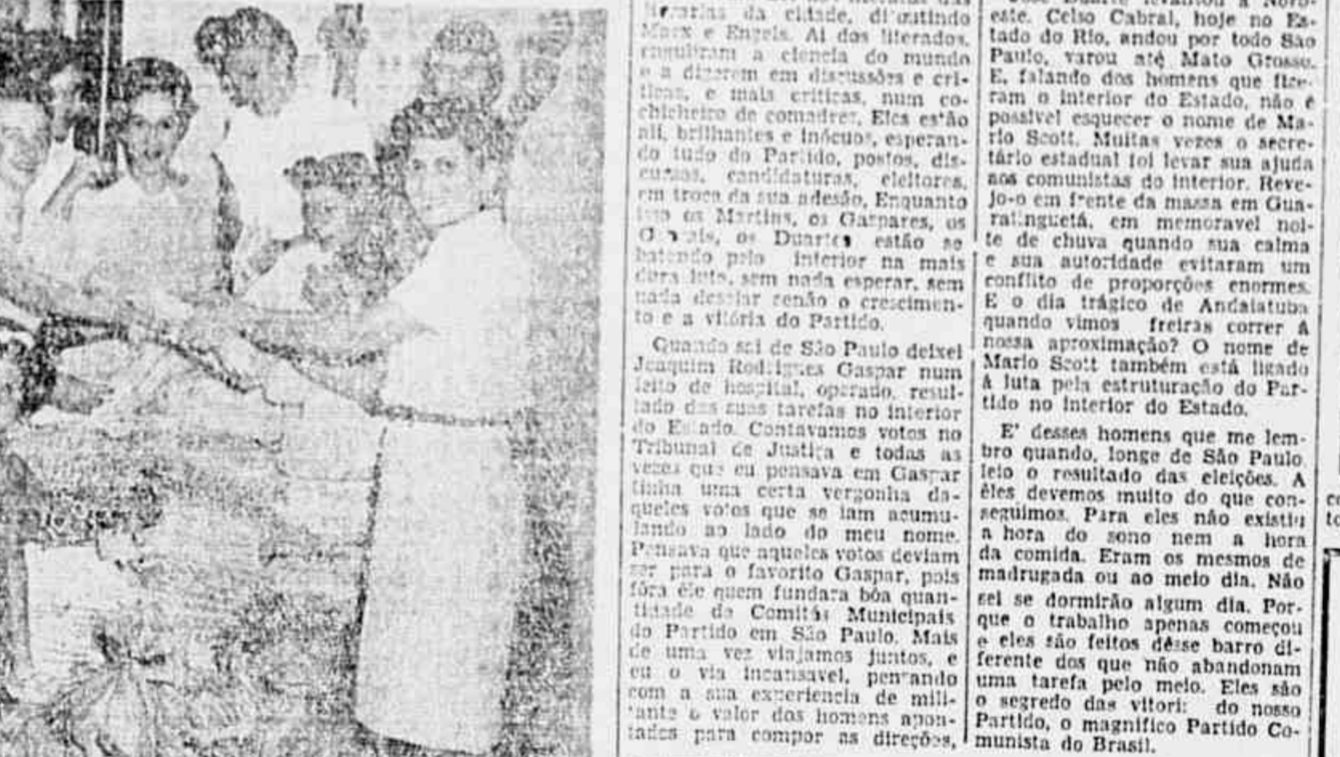 da cidade, discutindo
Marx e Engels. Ai dos literados,
enguliram a ciencia do mundo
e a dizerem em discussões e cri-
ticas, e mais criticas, num co-
chicheiro de comadres. Eles estão
ali, brilhantes e inócuos, esperan-
do tudo do Partido, postos, dis-
cursos, candidaturas, eleitores,
em troca da sua adesão. Enquanto
isso os Martins, os Gaspares, os
os Duartes estão se
batendo pelo interior na mais
dura luta, sem nada esperar, sem
nada desejar senão o crescimen-
to e a vitória do Partido.
Quando sai de São Paulo deixei
Joaquim Rodrigues Gaspar num
leito de hospital, operado, resul-
tado das suas tarefas no interior
do Estado. Contavamos votos no
Tribunal de Justiça e todas as
vezes que eu pensava em Gaspar
tinha uma certa vergonha da-
queles votos que se iam acumu-
lando ao lado do meu nome.
Pensava que aqueles votos deviam
ser para o favorito Gaspar, pois
fôra ele quem fundara bôa quan-
tidade de Comitês Municipais
do Partido em São Paulo. Mais
de uma vez viajamos juntos, e
eu o via incansavel, pensando
com a sua experiencia de mili-
tante o valor dos homens apon-
tados para compor as direções,
José Duarte levantou a Noro-
este. Celso Cabral, hoje no Es-
tado do Rio, andou por todo São
Paulo, varou até Mato Grosso.
E, falando dos homens que fize-
ram o interior do Estado, não é
possivel esquecer o nome de Ma-
rio Scott. Muitas vezes o secre-
tário estadual foi levar sua ajuda
aos comunistas do interior. Reve-
jo-o em frente da massa em Gua-
ratinguetá, em memoravel noi-
te de chuva quando sua calma
e sua autoridade evitaram um
conflito de proporções enormes.
E o dia trágico de Andaiatuba
quando vimos freiras correr á
nossa aproximação? O nome de
Mario Scott também está ligado
á luta pela estruturação do Par-
tido no interior do Estado.
E' desses homens que me lem-
bro quando, longe de São Paulo,
leio o resultado das eleições. A
êles devemos muito do que con-
seguimos. Para eles não existiu
a hora do sono nem a hora
da comida. Eram os mesmos de
madrugada ou ao meio dia. Não
sei se dormirão algum dia. Por-
que o trabalho apenas começou
e eles são feitos dêsse barro di-
ferente dos que não abandonam
uma tarefa pelo meio. Eles são
o segredo das vitori: do nosso
Partido, o magnifico Partido Co-
munista do Brasil.